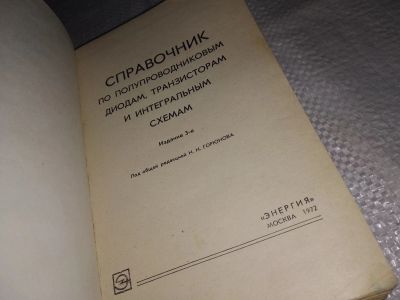 СПРАВОЧНИК
ПО ПОЛУПРОВОДНИКОВЫМ
ДИОДАМ, ТРАНЗИСТОРАМ
И ИНТЕГРАЛЬНЫМ
СХЕМАМ
Издание 3-е
Под общей редакцией Н. Н. ГОРЮНОВА
«ЭНЕРГИЯ»
МОСКВА 1972